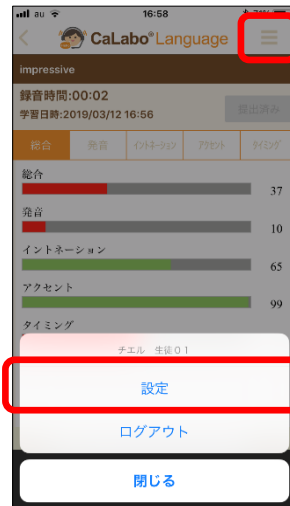 au 16:58
CaLabo®Language
impressive
録音時間:00:02
学習日時:2019/03/12 16:56
提出済み
総合 発音 イントネーション アクセント タイミング
総合
37
発音
10
イントネーション
65
アクセント
99
タイミング
チエル 生徒01
設定
ログアウト
閉じる